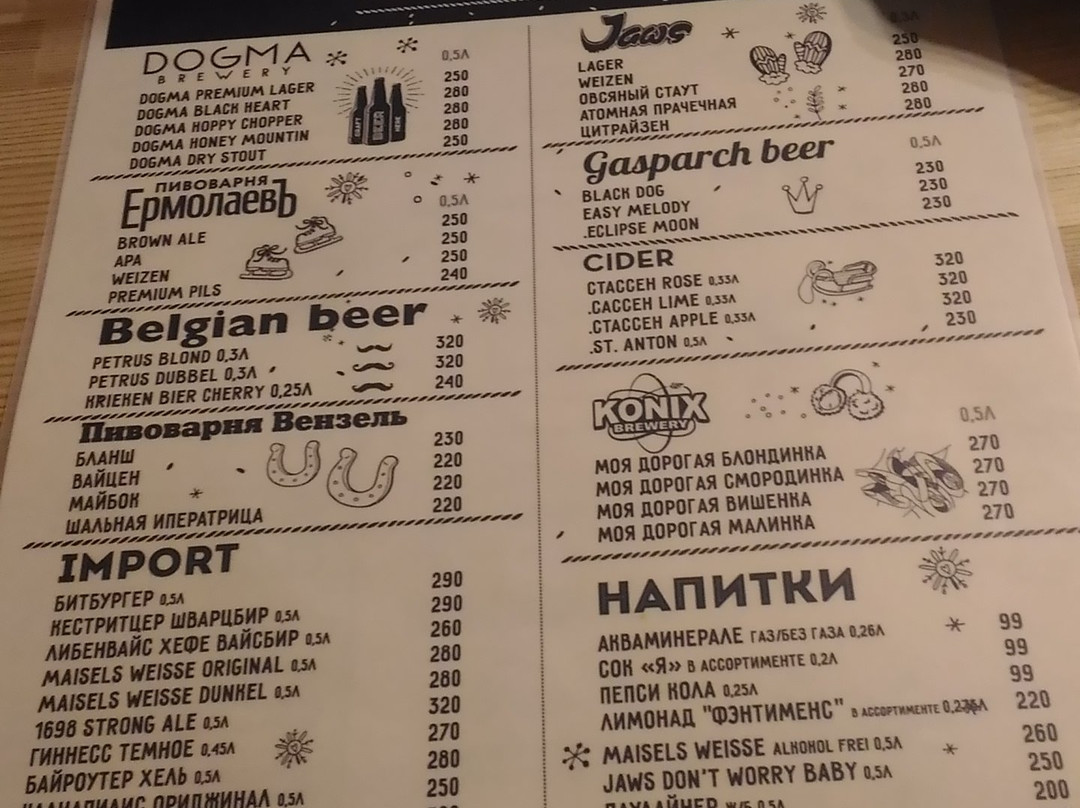 DOGMA
BREWERY
0,5Л
DOGMA PREMIUM LAGER 250
DOGMA BLACK HEART 280
DOGMA HOPPY CHOPPER 280
DOGMA HONEY MOUNTIN 280
DOGMA DRY STOUT 250
CRAFT BEER HERE
ПИВОВАРНЯ
ЕрмолаевЪ
0,5Л
BROWN ALE 250
APA 250
WEIZEN 250
PREMIUM PILS 240
Belgian beer
PETRUS BLOND 0,3Л 320
PETRUS DUBBEL 0,3Л 320
KRIEKEN BIER CHERRY 0,25Л 240
Пивоварня Вензель
БЛАНШ 230
ВАЙЦЕН 220
МАЙБОК 220
ШАЛЬНАЯ ИПЕРАТРИЦА 220
IMPORT
БИТБУРГЕР 0,5Л 290
КЕСТРИТЦЕР ШВАРЦБИР 0,5Л 290
ЛИБЕНВАЙС ХЕФЕ ВАЙСБИР 0,5Л 260
MAISELS WEISSE ORIGINAL 0,5Л 280
MAISELS WEISSE DUNKEL 0,5Л 280
1698 STRONG ALE 0,5Л 320
ГИННЕСС ТЕМНОЕ 0,45Л 270
БАЙРОУТЕР ХЕЛЬ 0,5Л 280
ОРИДЖИНАЛ 0,5Л 250
Jaws
LAGER 250
WEIZEN 280
ОВСЯНЫЙ СТАУТ 270
АТОМНАЯ ПРАЧЕЧНАЯ 280
ЦИТРАЙЗЕН 280
Gasparch beer
0,5Л
BLACK DOG 230
EASY MELODY 230
.ECLIPSE MOON 230
CIDER
СТАССЕН ROSE 0,33Л 320
.САССЕН LIME 0,33Л 320
.СТАССЕН APPLE 0,33Л 320
.ST. ANTON 0,5Л 230
KONIX
BREWERY
0,5Л
МОЯ ДОРОГАЯ БЛОНДИНКА 270
МОЯ ДОРОГАЯ СМОРОДИНКА 270
МОЯ ДОРОГАЯ ВИШЕНКА 270
МОЯ ДОРОГАЯ МАЛИНКА 270
НАПИТКИ
АКВАМИНЕРАЛЕ ГАЗ/БЕЗ ГАЗА 0,26Л 99
СОК «Я» В АССОРТИМЕНТЕ 0,2Л 99
ПЕПСИ КОЛА 0,25Л 99
ЛИМОНАД "ФЭНТИМЕНС" В АССОРТИМЕНТЕ 220
MAISELS WEISSE ALKOHOL FREI 0,5Л 260
JAWS DON'T WORRY BABY 0,5Л 250
Ж/Б 0,5Л 200